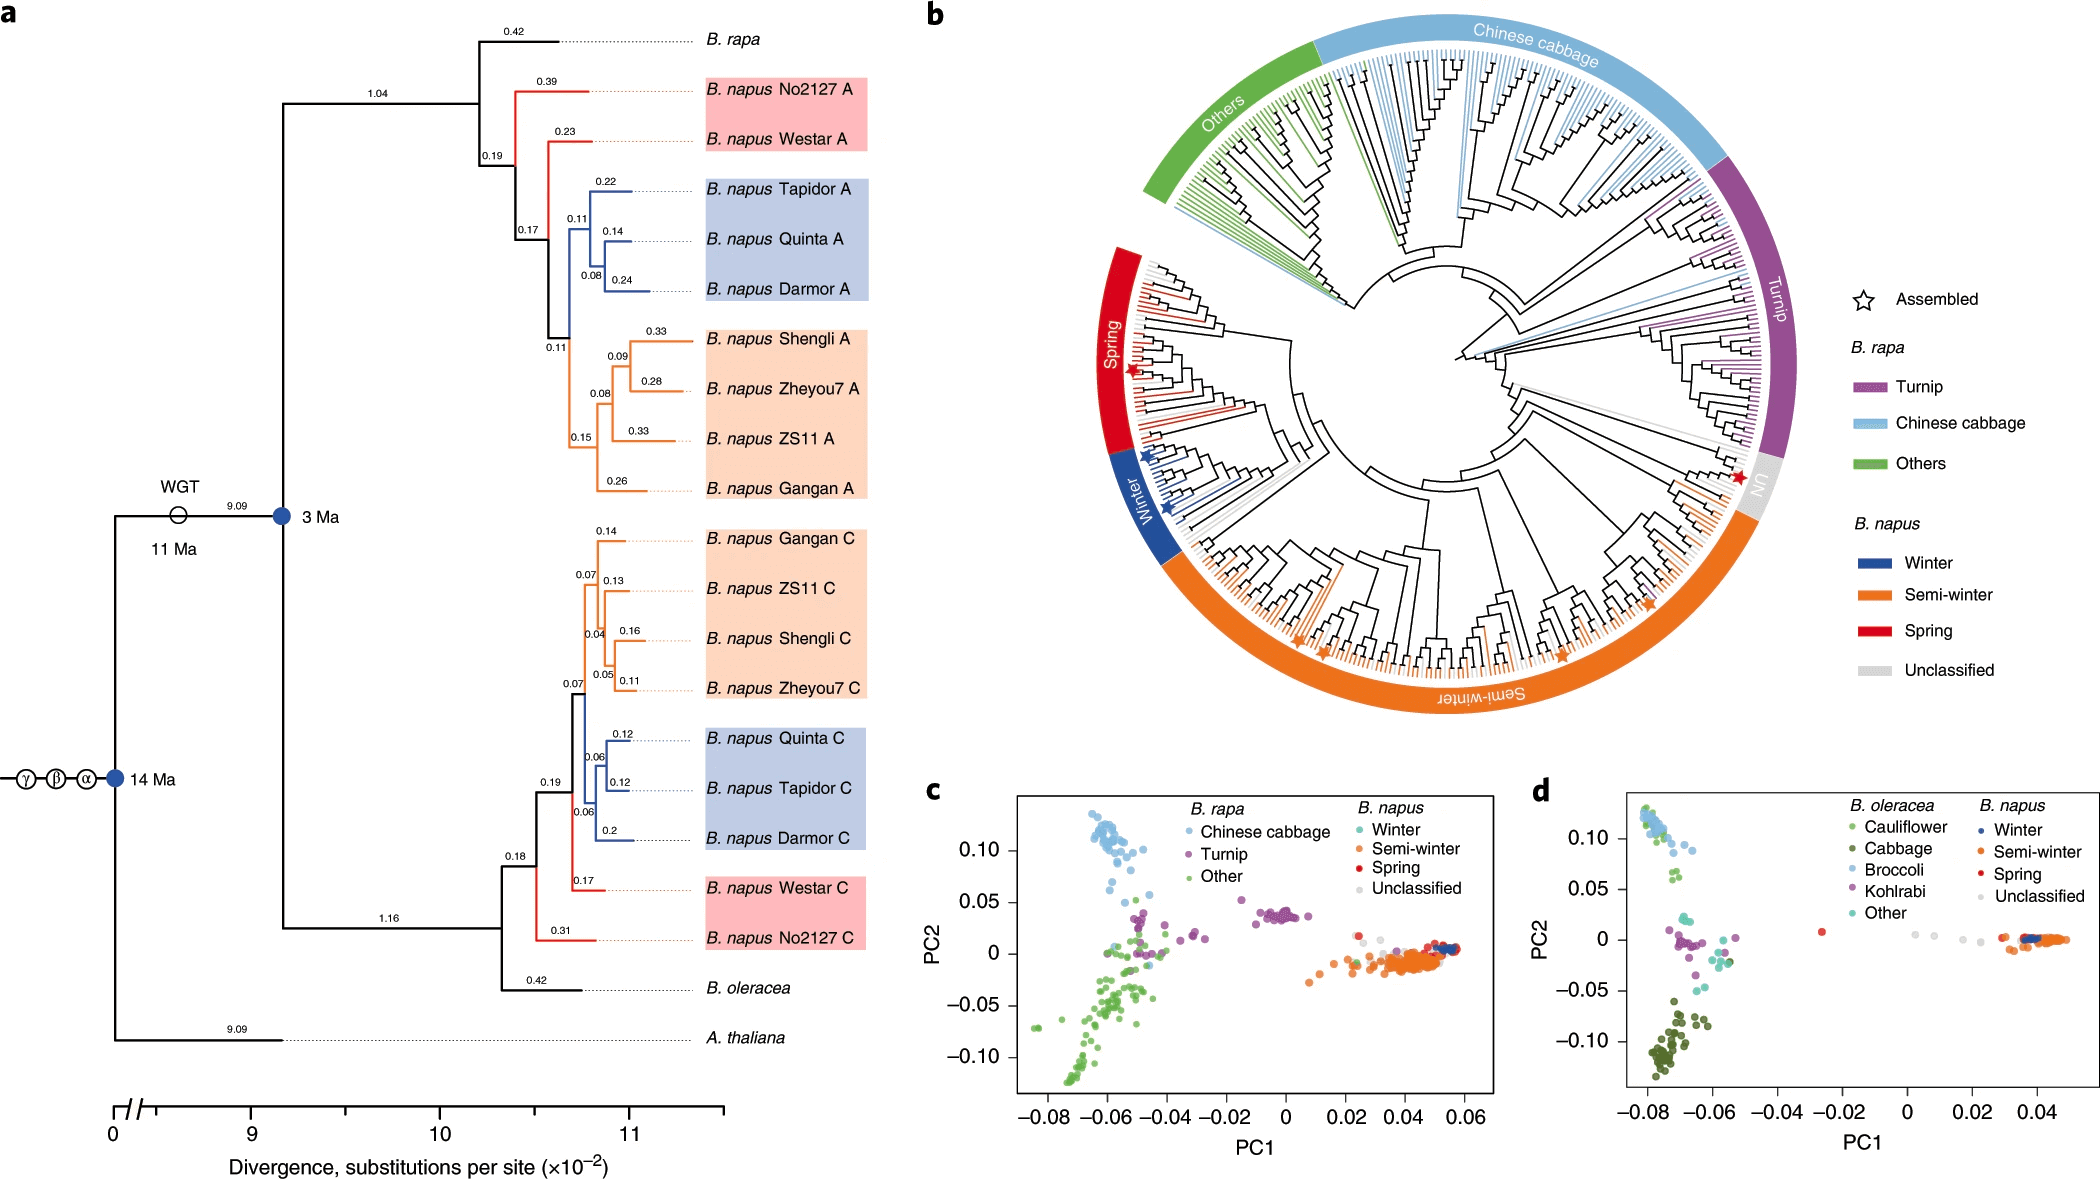 a
0.42
B. rapa
0.39
B. napus No2127 A
1.04
0.23
B. napus Westar A
0.19
0.22
B. napus Tapidor A
0.11
0.17
0.14
B. napus Quinta A
0.08
0.24
B. napus Darmor A
0.33
B. napus Shengli A
0.11
0.09
0.28
B. napus Zheyou7 A
0.08
0.15
0.33
B. napus ZS11 A
0.26
B. napus Gangan A
WGT
9.09
3 Ma
11 Ma
0.14
B. napus Gangan C
0.07
0.13
B. napus ZS11 C
0.04
0.16
B. napus Shengli C
0.05
0.11
B. napus Zheyou7 C
0.07
0.12
B. napus Quinta C
0.06
γ β α
14 Ma
0.19
0.12
B. napus Tapidor C
0.06
0.2
B. napus Darmor C
0.18
0.17
B. napus Westar C
1.16
0.31
B. napus No2127 C
0.42
B. oleracea
9.09
A. thaliana
0 9 10 11
Divergence, substitutions per site (×10−2)
b
Chinese cabbage
Others
Turnip
Spring
Winter
UN
Semi-winter
Assembled
B. rapa
Turnip
Chinese cabbage
Others
B. napus
Winter
Semi-winter
Spring
Unclassified
c
B. rapa
Chinese cabbage
Turnip
Other
B. napus
Winter
Semi-winter
Spring
Unclassified
PC2
0.10
0.05
0
−0.05
−0.10
−0.08 −0.06 −0.04 −0.02 0 0.02 0.04 0.06
PC1
d
B. oleracea
Cauliflower
Cabbage
Broccoli
Kohlrabi
Other
B. napus
Winter
Semi-winter
Spring
Unclassified
PC2
0.10
0.05
0
−0.05
−0.10
−0.08 −0.06 −0.04 −0.02 0 0.02 0.04
PC1